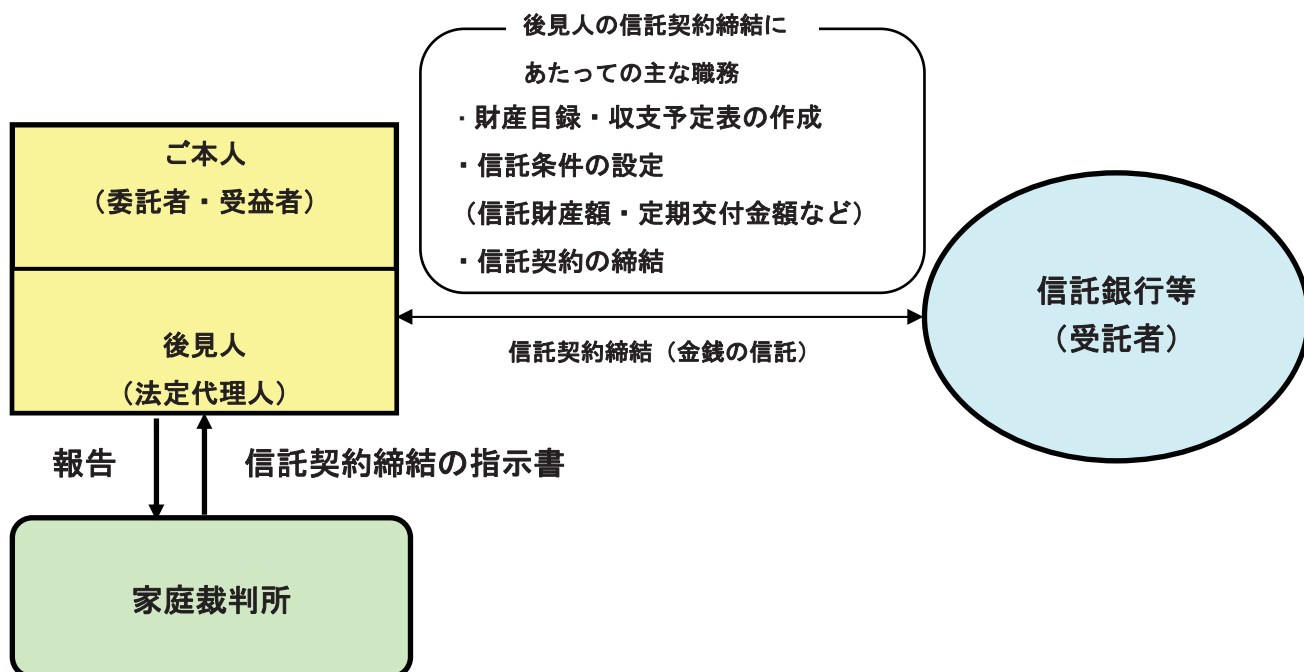 後見人の信託契約締結に
あたっての主な職務
・財産目録・収支予定表の作成
・信託条件の設定
（信託財産額・定期交付金額など）
・信託契約の締結
ご本人
（委託者・受益者）
後見人
（法定代理人）
信託銀行等
（受託者）
信託契約締結（金銭の信託）
報告
信託契約締結の指示書
家庭裁判所